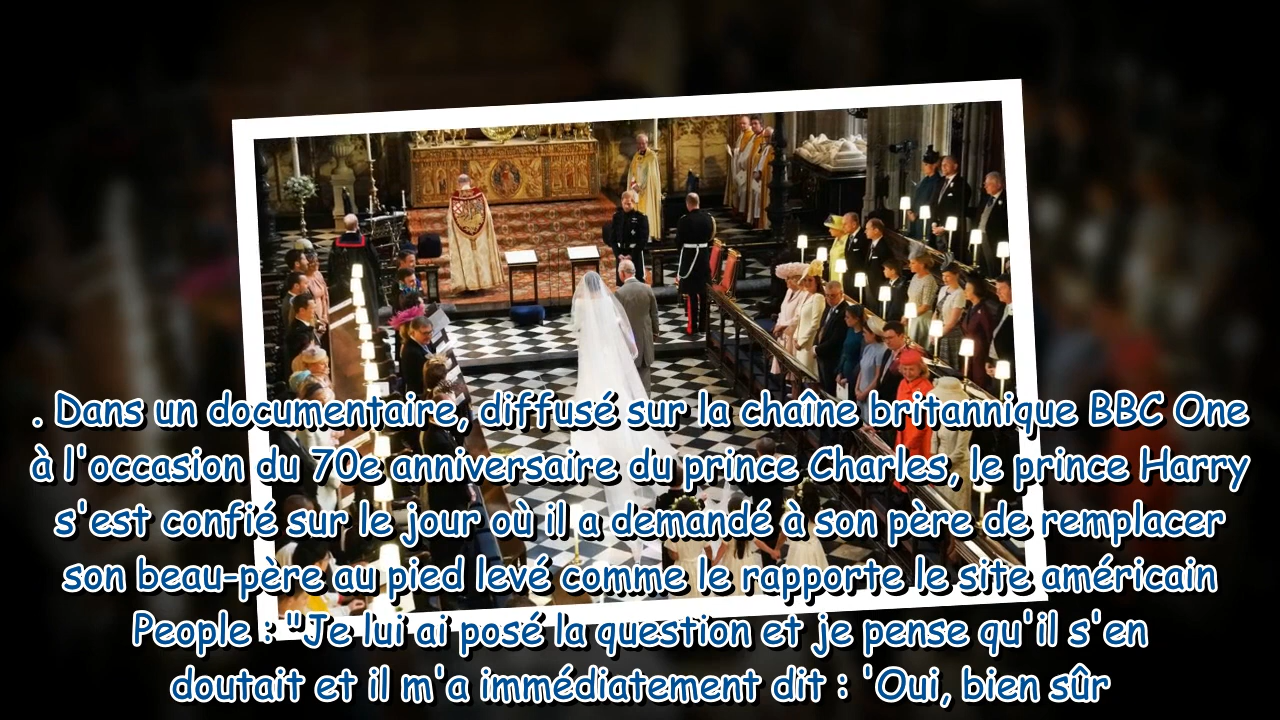 . Dans un documentaire, diffusé sur la chaîne britannique BBC One
à l'occasion du 70e anniversaire du prince Charles, le prince Harry
s'est confié sur le jour où il a demandé à son père de remplacer
son beau-père au pied levé comme le rapporte le site américain
People : "Je lui ai posé la question et je pense qu'il s'en
doutait et il m'a immédiatement dit : 'Oui, bien sûr